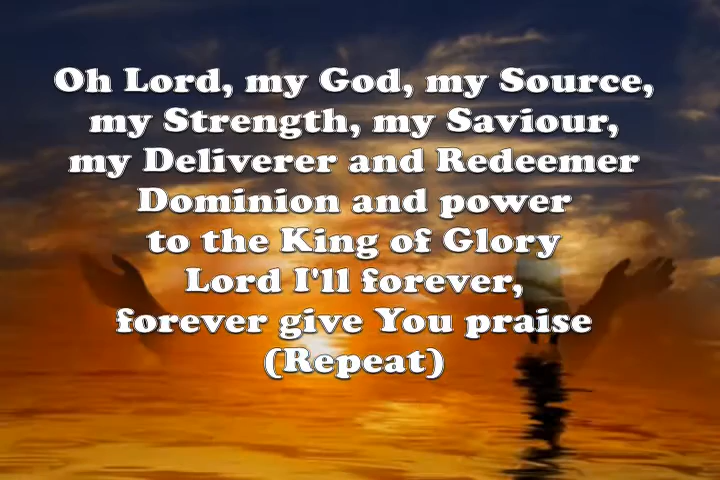 Oh Lord, my God, my Source,
my Strength, my Saviour,
my Deliverer and Redeemer
Dominion and power
to the King of Glory
Lord I'll forever,
forever give You praise
(Repeat)